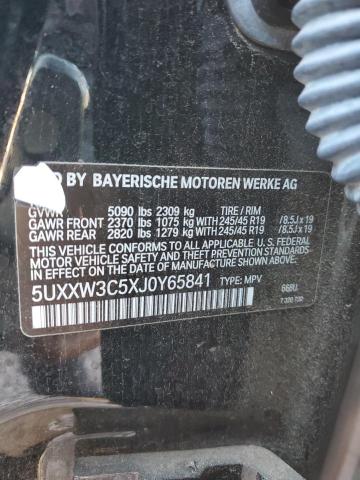 BY BAYERISCHE MOTOREN WERKE AG
GVWR 5090 lbs 2309 kg TIRE / RIM
GAWR FRONT 2370 lbs 1075 kg WITH 245/45 R19 / 8.5J x 19
GAWR REAR 2820 lbs 1279 kg WITH 245/45 R19 / 8.5J x 19
THIS VEHICLE CONFORMS TO ALL APPLICABLE U.S. FEDERAL
MOTOR VEHICLE SAFETY, BUMPER, AND THEFT PREVENTION
STANDARDS IN EFFECT ON THE DATE OF MANUFACTURE SHOWN ABOVE.
5UXXW3C5XJ0Y65841 TYPE: MPV
668U